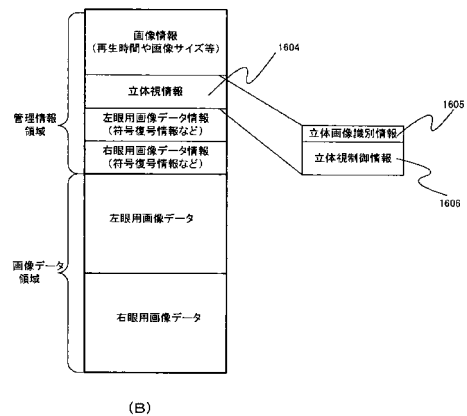 画像情報
(再生時間や画像サイズ等)
1604
立体視情報
管理情報
領域
左眼用画像データ情報
(符号復号情報など)
右眼用画像データ情報
(符号復号情報など)
立体画像識別情報
1605
立体視制御情報
1606
左眼用画像データ
画像データ
領域
右眼用画像データ
(B)